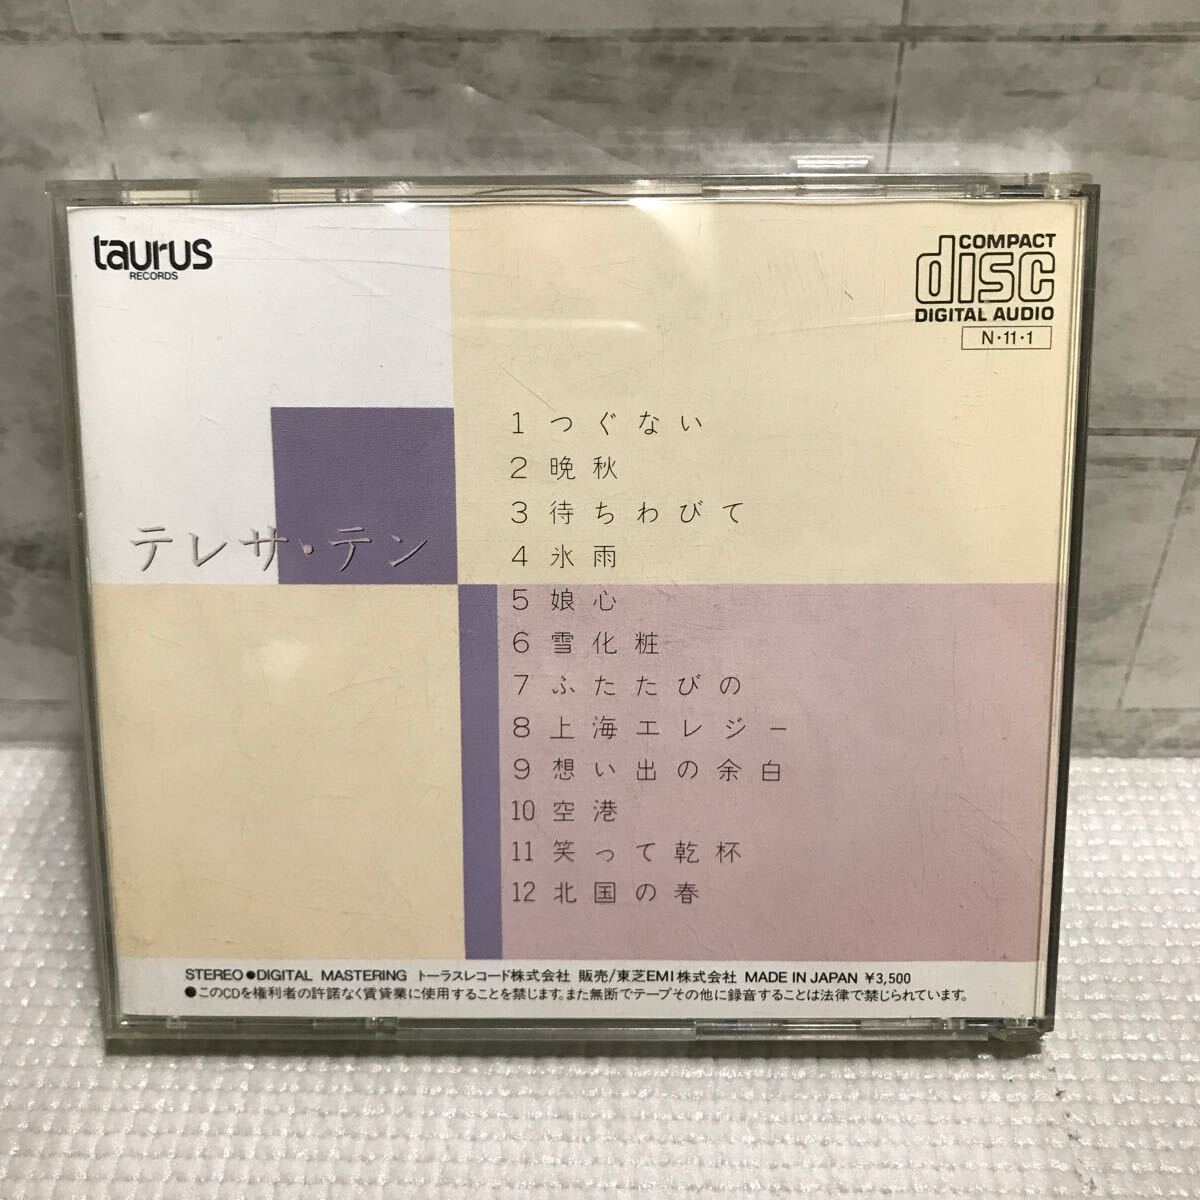 taurus
RECORDS
COMPACT
disc
DIGITAL AUDIO
N・11・1
テレサ・テン
1 つぐない
2 晩秋
3 待ちわびて
4 氷雨
5 娘心
6 雪化粧
7 ふたたびの
8 上海エレジー
9 想い出の余白
10 空港
11 笑って乾杯
12 北国の春
STEREO●DIGITAL MASTERING トーラスレコード株式会社 販売/東芝EMI株式会社 MADE IN JAPAN ¥3,500
●このCDを権利者の許諾なく賃貸業に使用することを禁じます。また無断でテープその他に録音することは法律で禁じられています。